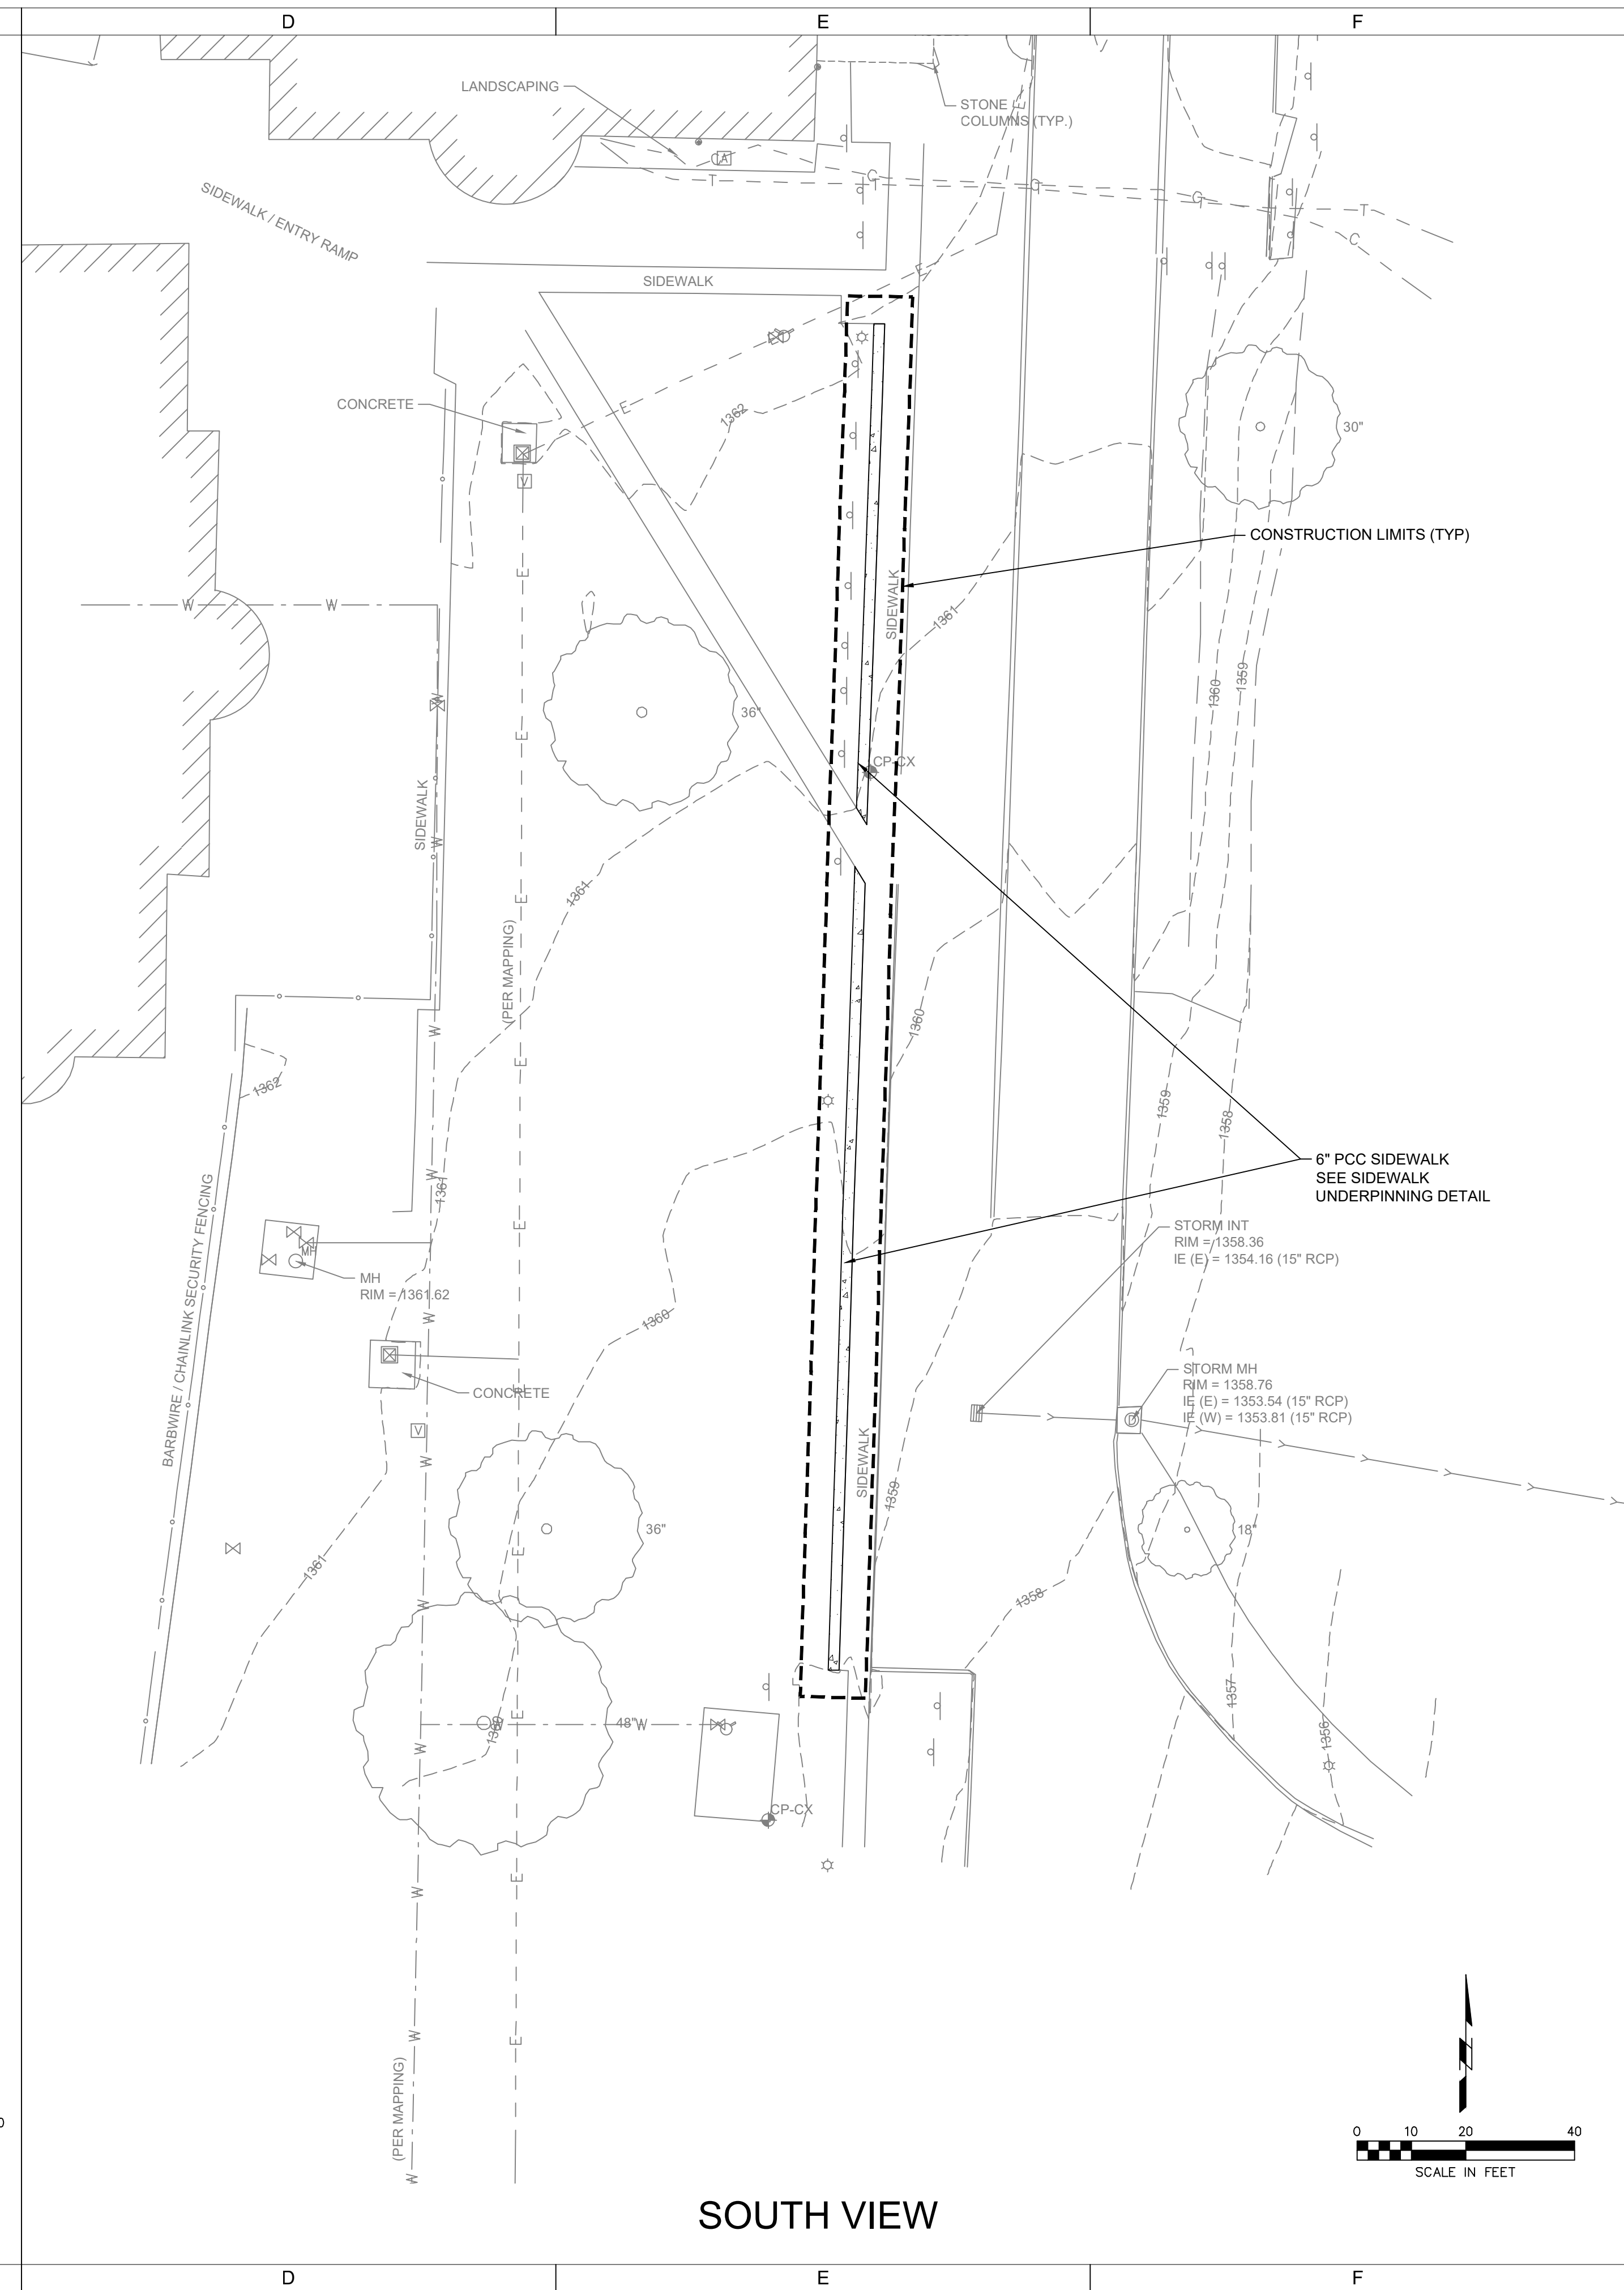 D
E
F
LANDSCAPING
STONE
COLUMNS (TYP.)
A
C
T
G
T
G
G
T
C
SIDEWALK / ENTRY RAMP
SIDEWALK
E
CONCRETE
E
1362
V
30"
CONSTRUCTION LIMITS (TYP)
E
W
W
SIDEWALK
1361
1360
1359
W
36"
E
CP-CX
SIDEWALK
W
1361
E
(PER MAPPING)
1360
W
E
1362
1359
1358
6" PCC SIDEWALK
SEE SIDEWALK
UNDERPINNING DETAIL
W
1361
BARBWIRE / CHAINLINK SECURITY FENCING
E
STORM INT
RIM = 1358.36
IE (E) = 1354.16 (15" RCP)
MH
MH
RIM = 1361.62
W
1360
STORM MH
RIM = 1358.76
IE (E) = 1353.54 (15" RCP)
IE (W) = 1353.81 (15" RCP)
D
CONCRETE
E
V
W
SIDEWALK
1359
36"
18"
E
1361
W
1358
1357
1356
E
1360
48"
W
W
CP-CX
E
W
E
W
(PER MAPPING)
W
0 10 20 40
SCALE IN FEET
SOUTH VIEW
D
E
F